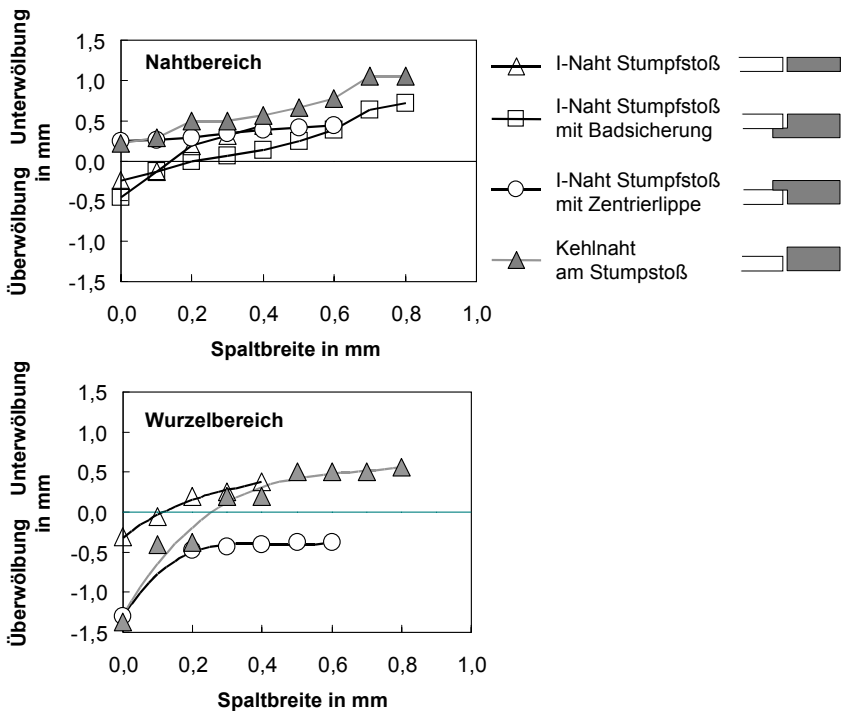 Unterwölbung
Überwölbung
in mm
1,5
1,0
0,5
0,0
-0,5
-1,0
-1,5
Nahtbereich
0,0 0,2 0,4 0,6 0,8 1,0
Spaltbreite in mm
I-Naht Stumpfstoß
I-Naht Stumpfstoß
mit Badsicherung
I-Naht Stumpfstoß
mit Zentrierlippe
Kehlnaht
am Stumpstoß
Unterwölbung
Überwölbung
in mm
1,5
1,0
0,5
0,0
-0,5
-1,0
-1,5
Wurzelbereich
0,0 0,2 0,4 0,6 0,8 1,0
Spaltbreite in mm